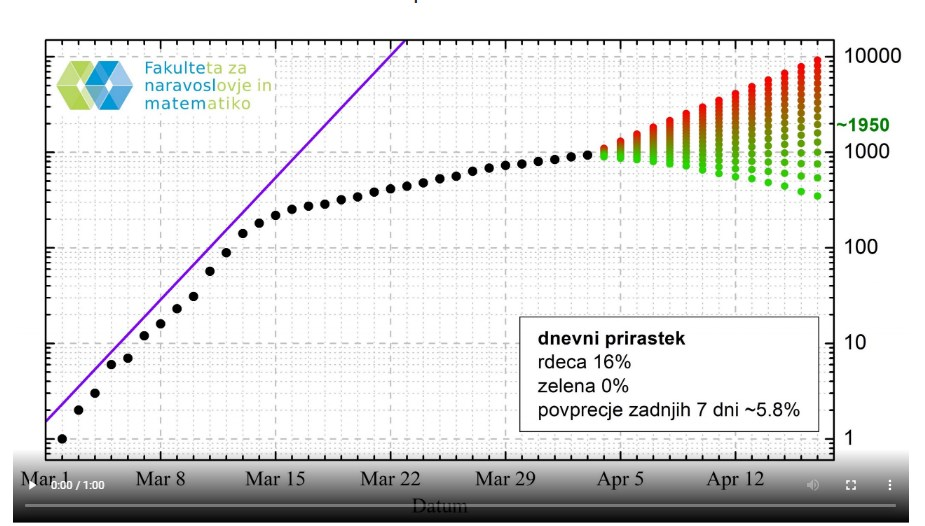 Fakulteta za
naravoslovje in
matematiko
10000
~1950
1000
100
10
1
dnevni prirastek
rdeca 16%
zelena 0%
povprecje zadnjih 7 dni ~5.8%
Mar 1 Mar 8 Mar 15 Mar 22 Mar 29 Apr 5 Apr 12
0:00 / 1:00
Datum